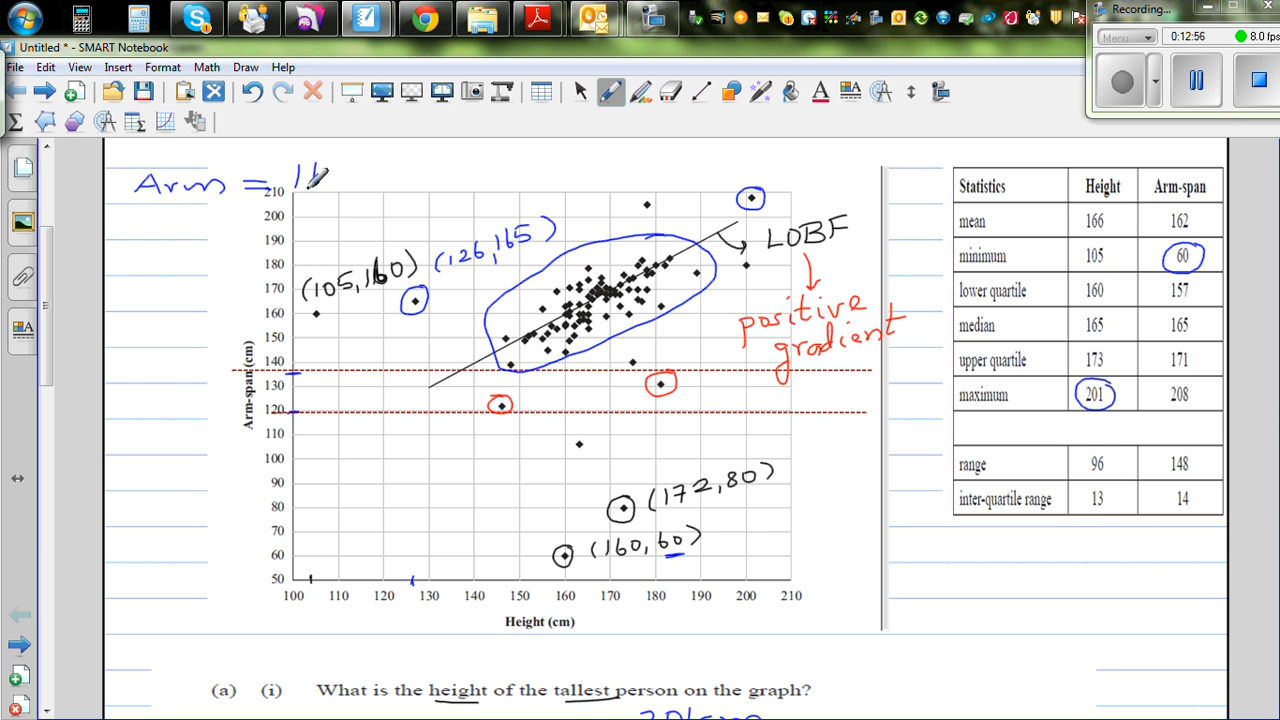 Recording...
Menu
0:12:56
8.0 fps
Untitled * - SMART Notebook
File Edit View Insert Format Math Draw Help
Arm = 11
(105,160)
(126,165)
LOBF
positive
gradient
(172,80)
(160,60)
210
200
190
180
170
160
150
140
130
120
110
100
90
80
70
60
50
Arm-span (cm)
100 110 120 130 140 150 160 170 180 190 200 210
Height (cm)
Statistics Height Arm-span
mean 166 162
minimum 105 60
lower quartile 160 157
median 165 165
upper quartile 173 171
maximum 201 208
range 96 148
inter-quartile range 13 14
(a) (i) What is the height of the tallest person on the graph?